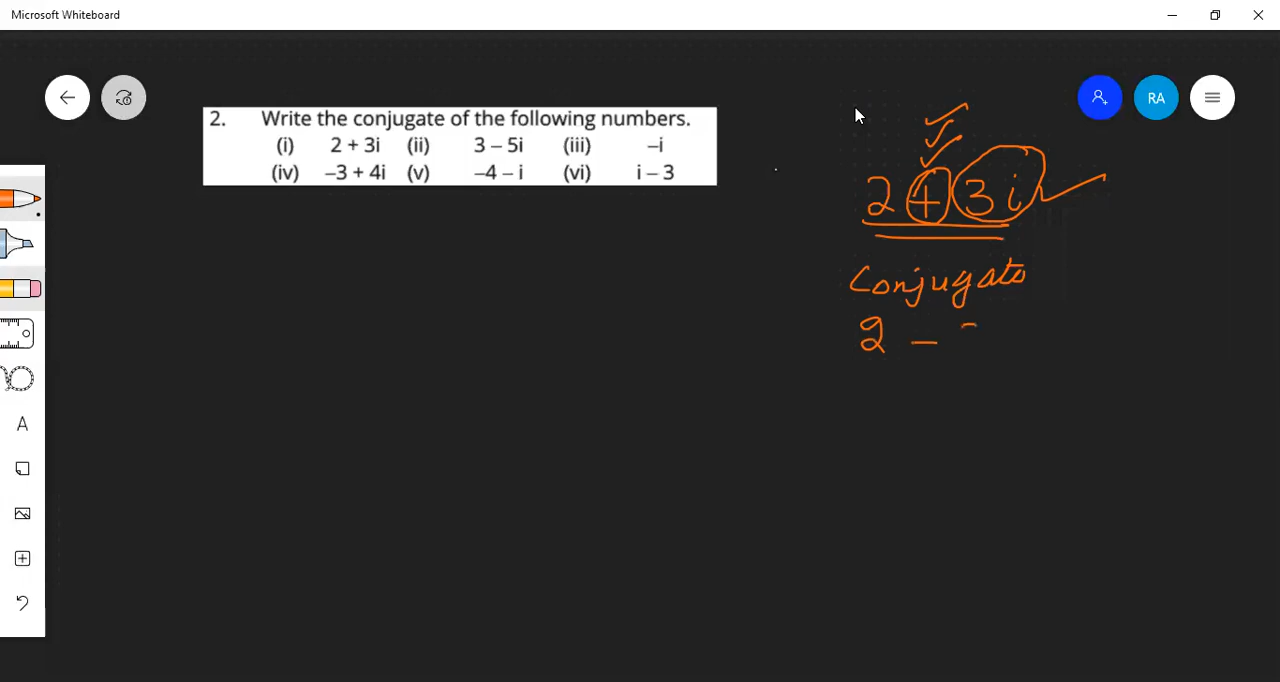 Microsoft Whiteboard
RA
2. Write the conjugate of the following numbers.
(i) 2 + 3i (ii) 3 – 5i (iii) –i
(iv) –3 + 4i (v) –4 – i (vi) i – 3
2 + 3i
Conjugate
2 –
A